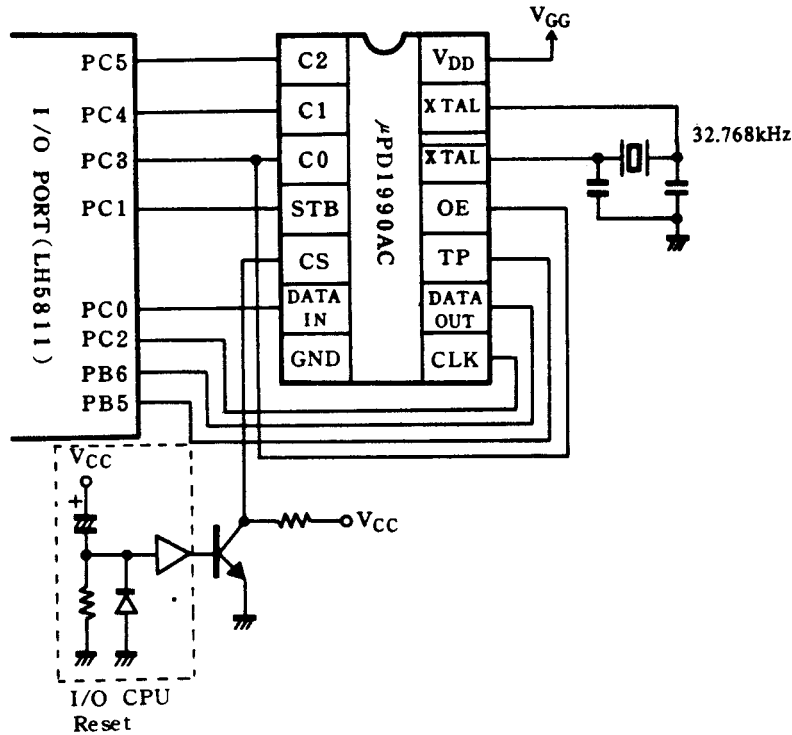 VGG
PC5
PC4
PC3
PC1
PC0
PC2
PB6
PB5
I/O PORT(LH5811)
C2
C1
C0
STB
CS
DATA IN
GND
μPD1990AC
VDD
XTAL
XTAL
OE
TP
DATA OUT
CLK
32.768kHz
VCC
+
VCC
I/O CPU
Reset